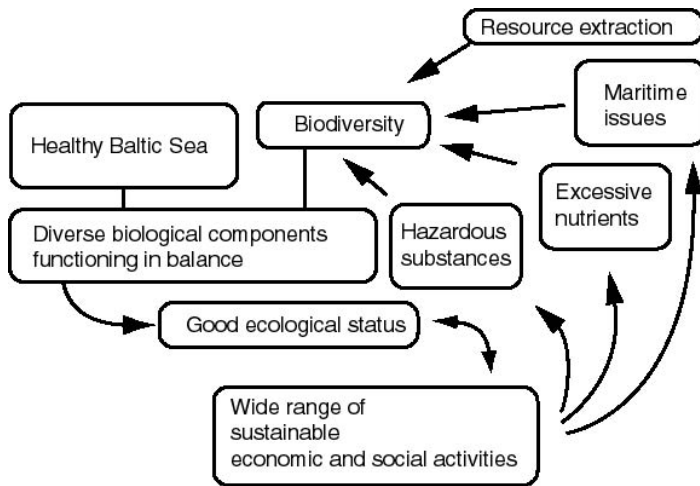 Resource extraction
Maritime
issues
Biodiversity
Healthy Baltic Sea
Excessive
nutrients
Hazardous
substances
Diverse biological components
functioning in balance
Good ecological status
Wide range of
sustainable
economic and social activities